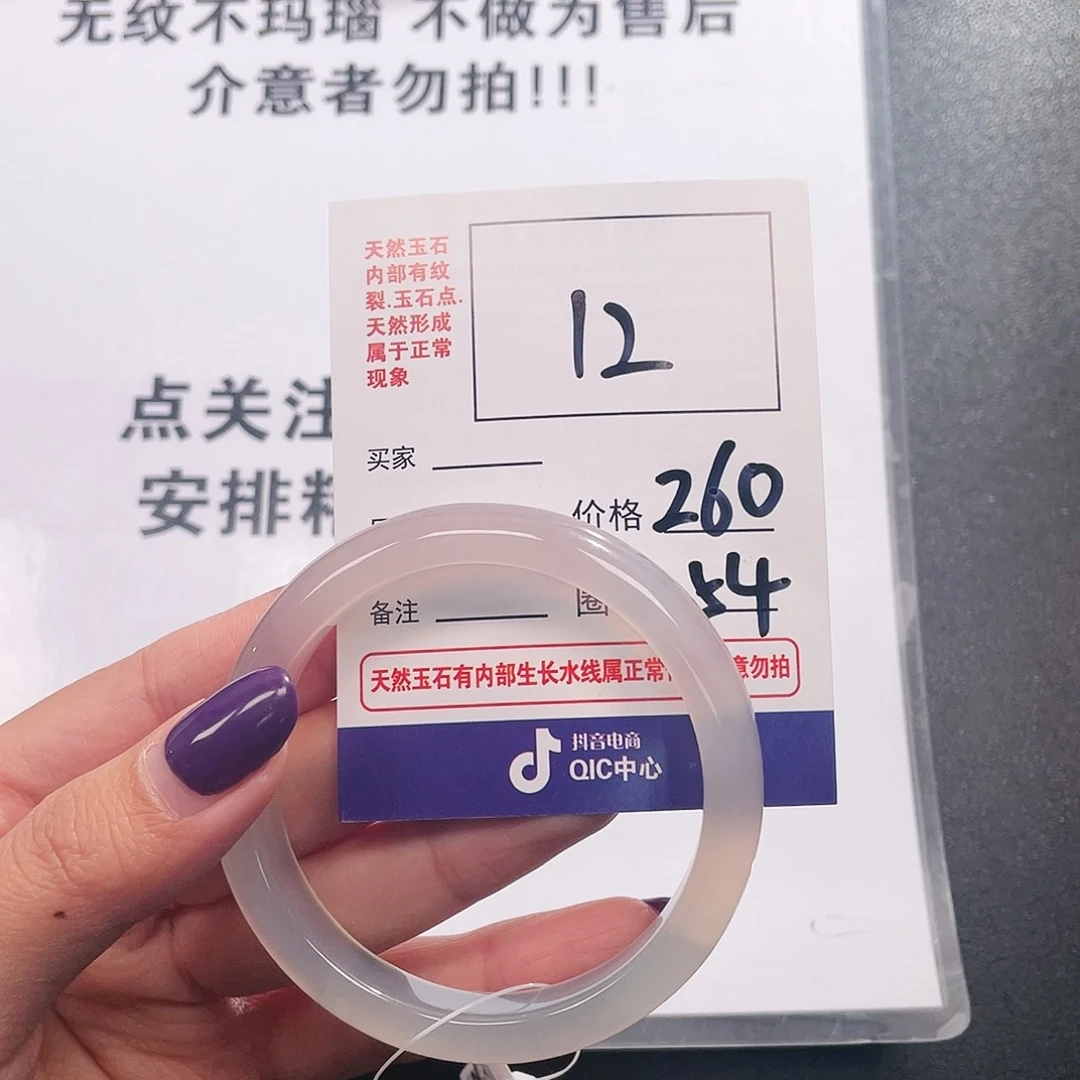 无纹不玛瑙 不做为售后
介意者勿拍!!!
天然玉石
内部有纹
裂.玉石点.
天然形成
属于正常
现象
12
点关注
安排
买家
价格 260
备注
圈 54
天然玉石有内部生长水线属正常 意勿拍
抖音电商
QIC中心